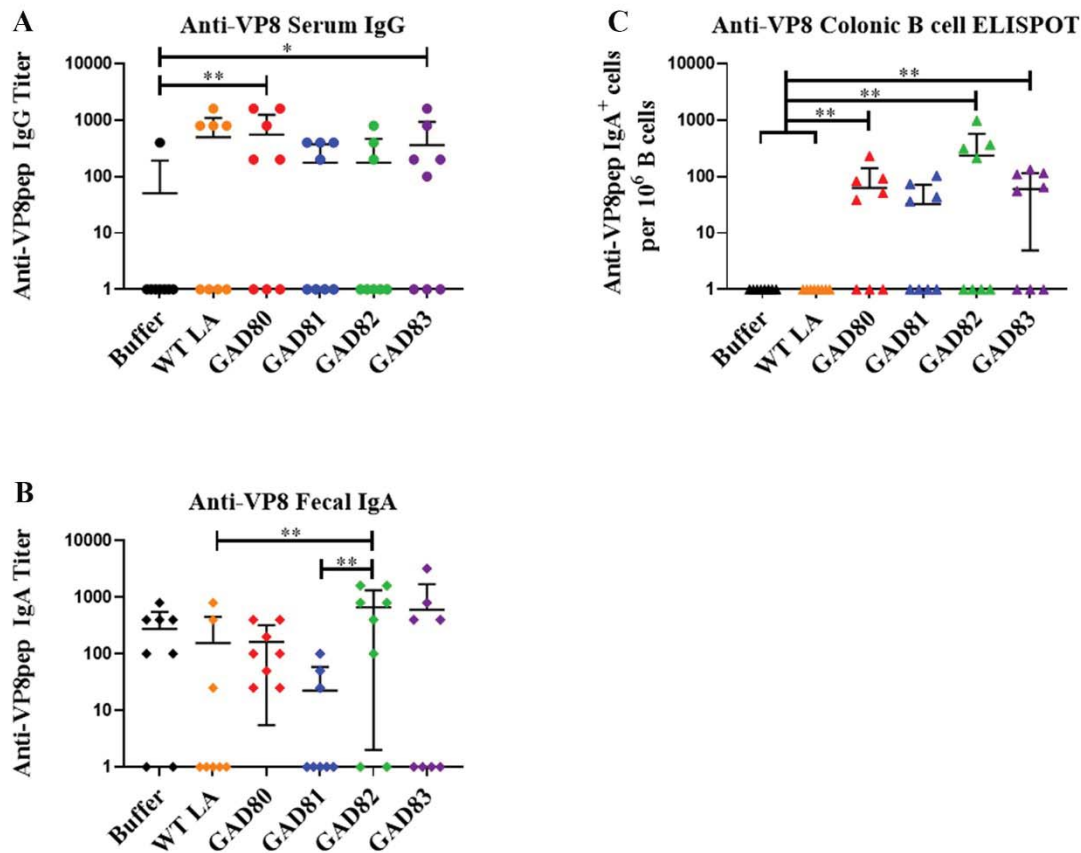 A
Anti-VP8 Serum IgG
Anti-VP8pep IgG Titer
10000
1000
100
10
1
*
**
Buffer
WT LA
GAD80
GAD81
GAD82
GAD83
C
Anti-VP8 Colonic B cell ELISPOT
Anti-VP8pep IgA+ cells
per 10^6 B cells
10000
1000
100
10
1
**
**
**
Buffer
WT LA
GAD80
GAD81
GAD82
GAD83
B
Anti-VP8 Fecal IgA
Anti-VP8pep IgA Titer
10000
1000
100
10
1
**
**
Buffer
WT LA
GAD80
GAD81
GAD82
GAD83